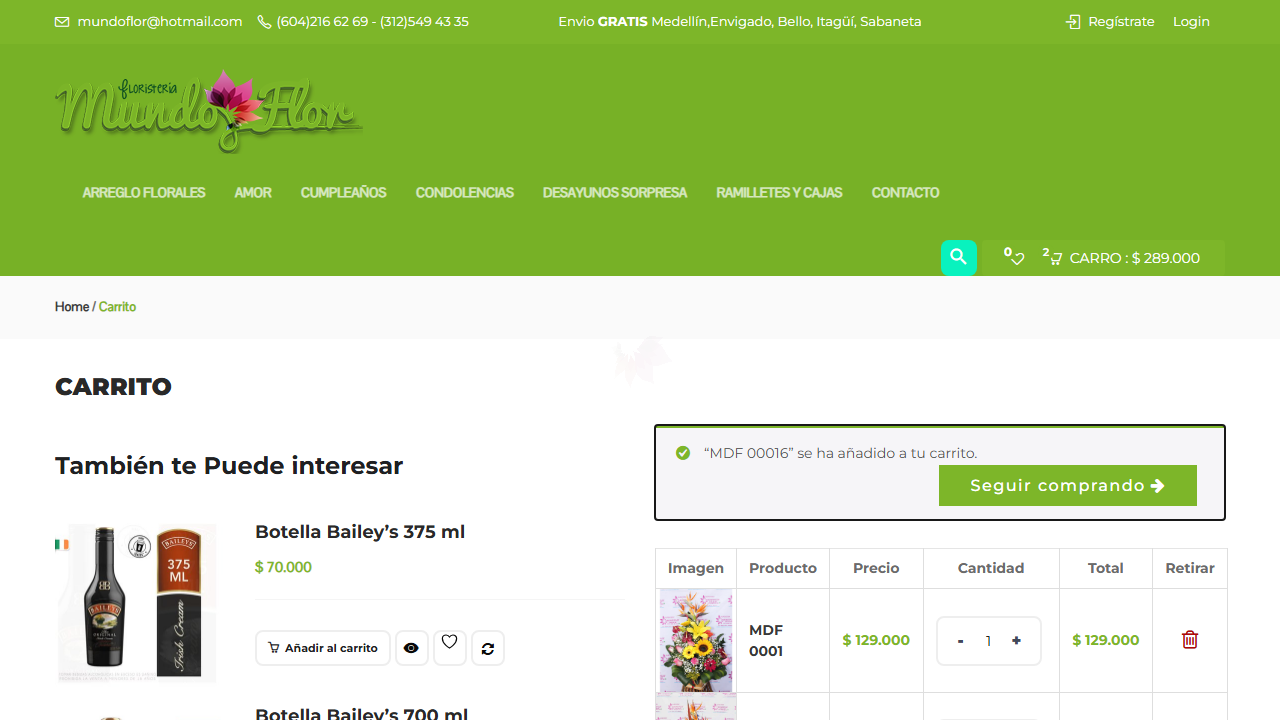 mundoflor@hotmail.com (604)216 62 69 - (312)549 43 35 Envio GRATIS Medellín,Envigado, Bello, Itagüí, Sabaneta Regístrate Login
floristeria
Mundo Flor
ARREGLO FLORALES AMOR CUMPLEAÑOS CONDOLENCIAS DESAYUNOS SORPRESA RAMILLETES Y CAJAS CONTACTO
0 2 CARRO : $ 289.000
Home / Carrito
CARRITO
También te Puede interesar
Botella Bailey’s 375 ml
$ 70.000
BAILEYS
375
ML
Irish Cream
BAILEYS
Añadir al carrito
Botella Bailey’s 700 ml
“MDF 00016” se ha añadido a tu carrito.
Seguir comprando
Imagen Producto Precio Cantidad Total Retirar
MDF
0001
$ 129.000 - 1 + $ 129.000